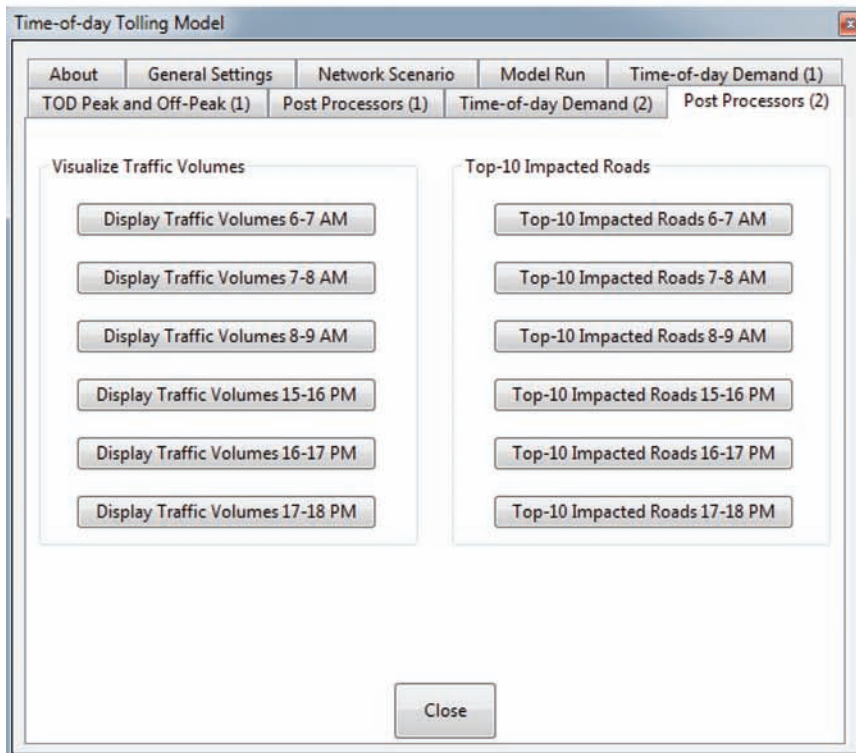 Time-of-day Tolling Model
About General Settings Network Scenario Model Run Time-of-day Demand (1)
TOD Peak and Off-Peak (1) Post Processors (1) Time-of-day Demand (2) Post Processors (2)
Visualize Traffic Volumes
Display Traffic Volumes 6-7 AM
Display Traffic Volumes 7-8 AM
Display Traffic Volumes 8-9 AM
Display Traffic Volumes 15-16 PM
Display Traffic Volumes 16-17 PM
Display Traffic Volumes 17-18 PM
Top-10 Impacted Roads
Top-10 Impacted Roads 6-7 AM
Top-10 Impacted Roads 7-8 AM
Top-10 Impacted Roads 8-9 AM
Top-10 Impacted Roads 15-16 PM
Top-10 Impacted Roads 16-17 PM
Top-10 Impacted Roads 17-18 PM
Close